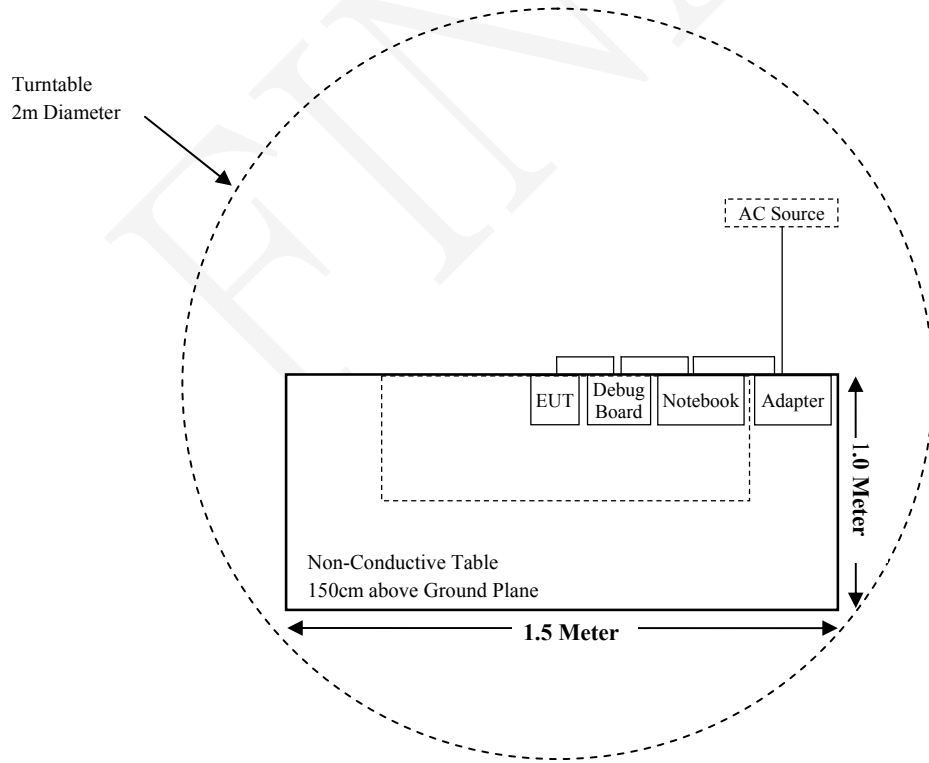 Turntable
2m Diameter
AC Source
EUT
Debug
Board
Notebook
Adapter
1.0 Meter
Non-Conductive Table
150cm above Ground Plane
1.5 Meter